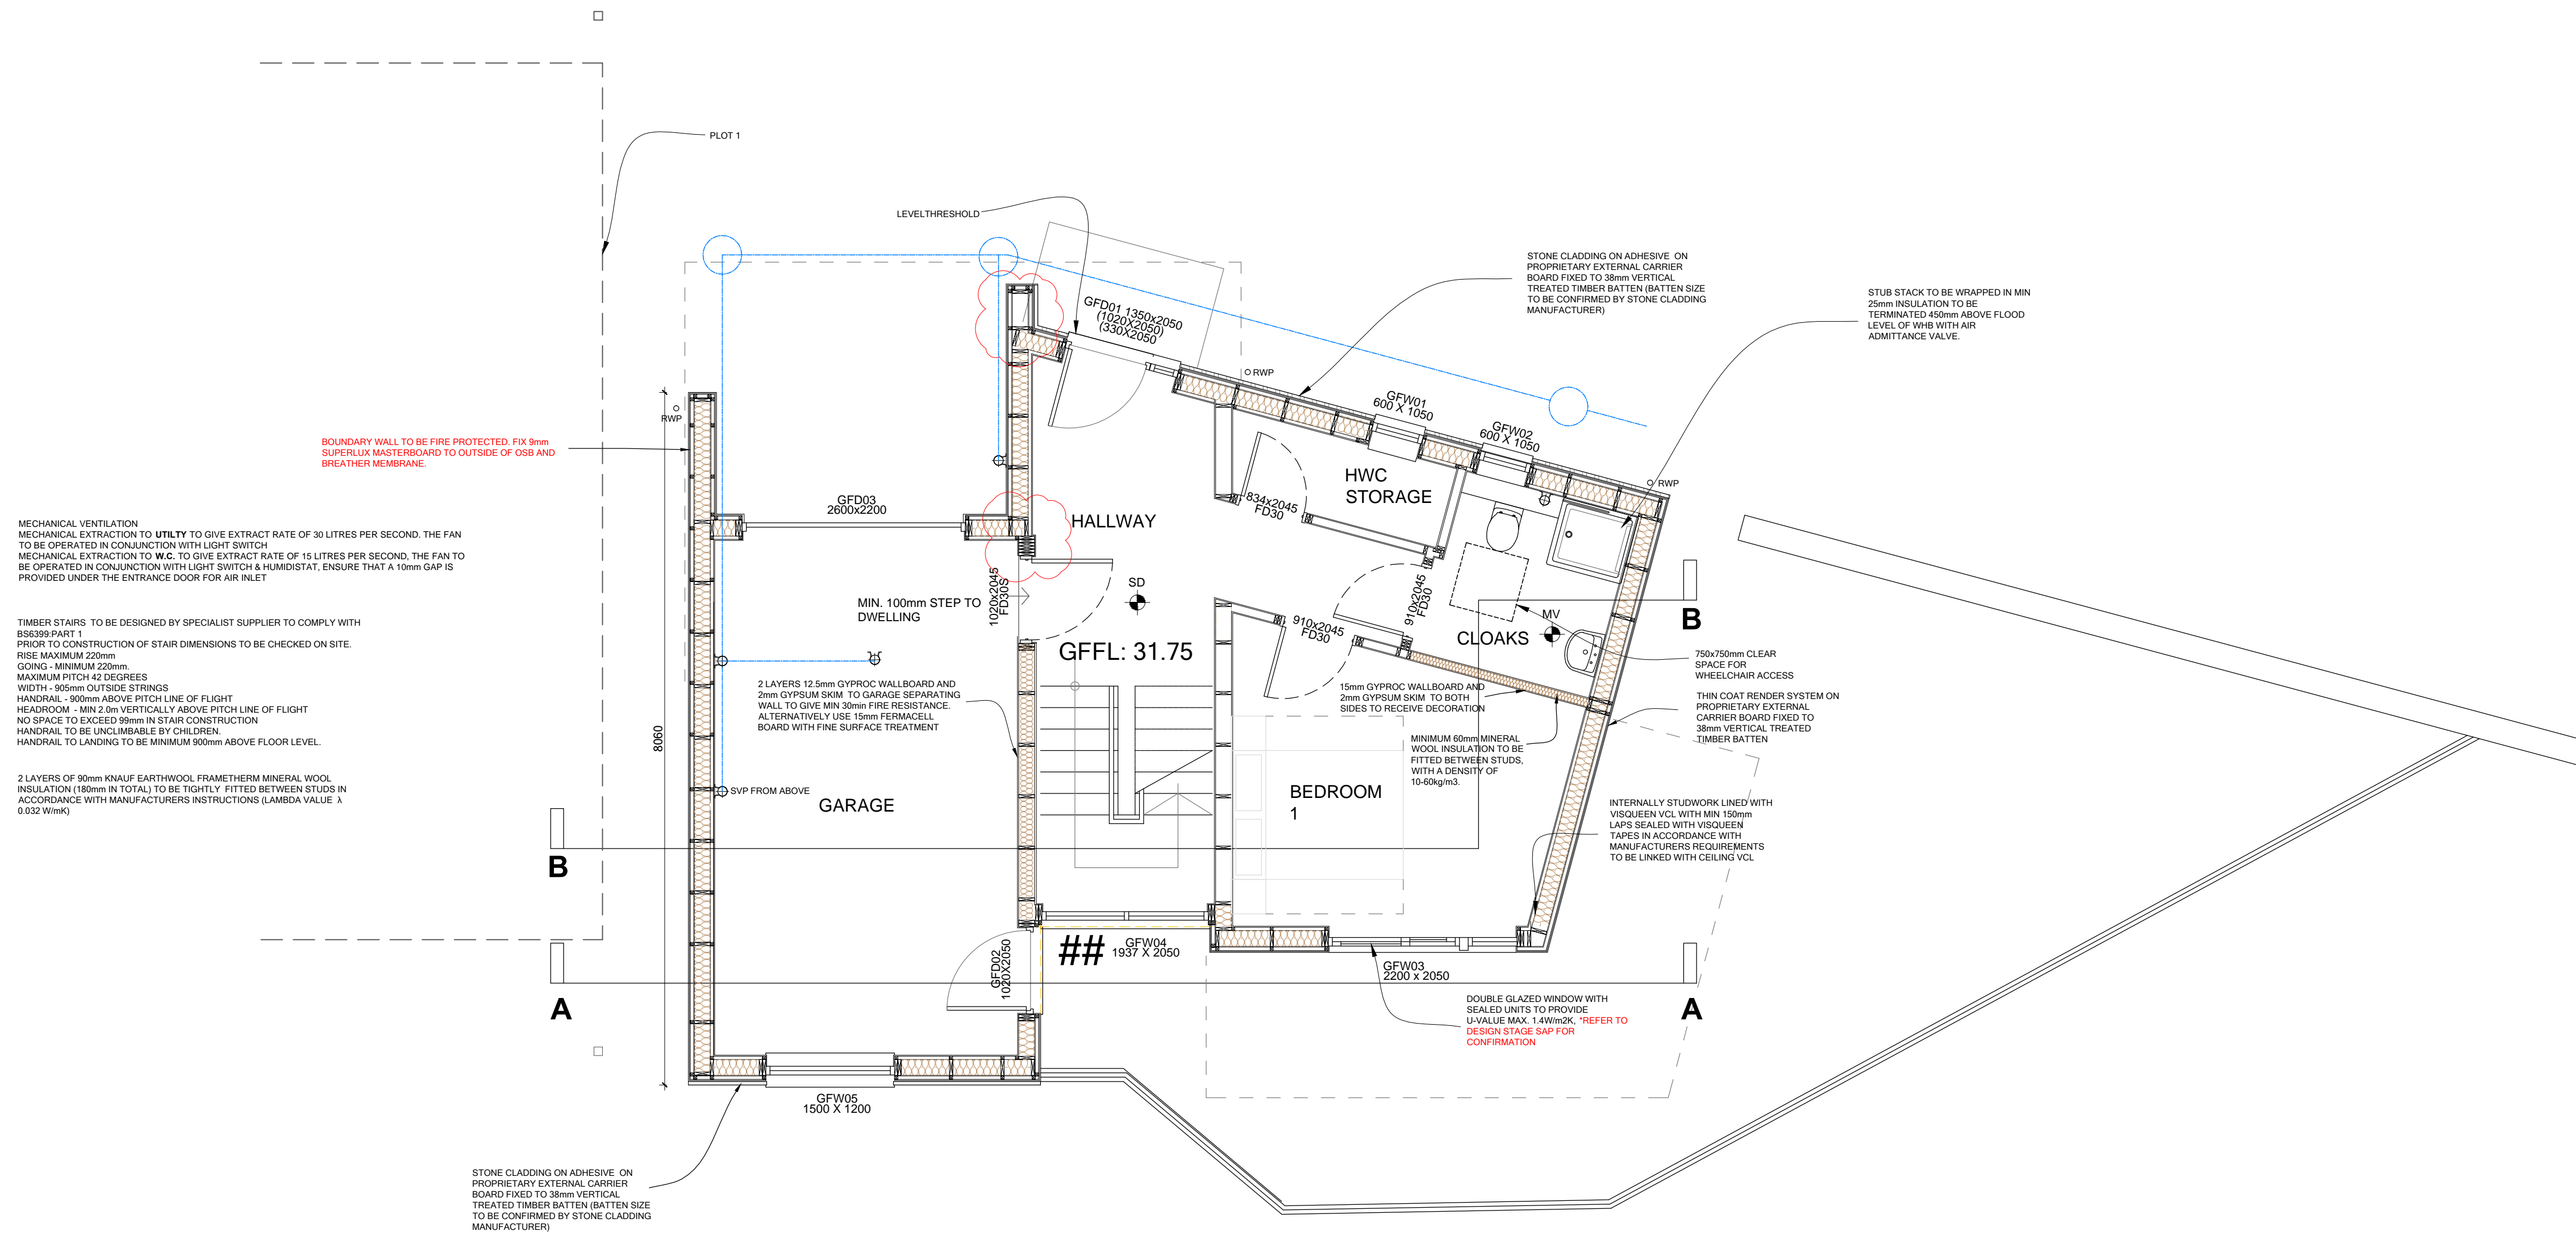 PLOT 1
LEVELTHRESHOLD
GFD01 1350x2050
(1020X2050)
(330X2050
STONE CLADDING ON ADHESIVE ON
PROPRIETARY EXTERNAL CARRIER
BOARD FIXED TO 38mm VERTICAL
TREATED TIMBER BATTEN (BATTEN SIZE
TO BE CONFIRMED BY STONE CLADDING
MANUFACTURER)
STUB STACK TO BE WRAPPED IN MIN
25mm INSULATION TO BE
TERMINATED 450mm ABOVE FLOOD
LEVEL OF WHB WITH AIR
ADMITTANCE VALVE.
RWP
GFW01
600 X 1050
GFW02
600 X 1050
RWP
RWP
BOUNDARY WALL TO BE FIRE PROTECTED. FIX 9mm
SUPERLUX MASTERBOARD TO OUTSIDE OF OSB AND
BREATHER MEMBRANE.
MECHANICAL VENTILATION
MECHANICAL EXTRACTION TO UTILTY TO GIVE EXTRACT RATE OF 30 LITRES PER SECOND. THE FAN
TO BE OPERATED IN CONJUNCTION WITH LIGHT SWITCH
MECHANICAL EXTRACTION TO W.C. TO GIVE EXTRACT RATE OF 15 LITRES PER SECOND, THE FAN TO
BE OPERATED IN CONJUNCTION WITH LIGHT SWITCH & HUMIDISTAT, ENSURE THAT A 10mm GAP IS
PROVIDED UNDER THE ENTRANCE DOOR FOR AIR INLET
GFD03
2600x2200
HALLWAY
HWC
STORAGE
834x2045
FD30
1020x2045
FD30S
MIN. 100mm STEP TO
DWELLING
SD
GFFL: 31.75
910x2045
FD30
910x2045
FD30
MV
CLOAKS
B
TIMBER STAIRS TO BE DESIGNED BY SPECIALIST SUPPLIER TO COMPLY WITH
BS6399:PART 1
PRIOR TO CONSTRUCTION OF STAIR DIMENSIONS TO BE CHECKED ON SITE.
RISE MAXIMUM 220mm
GOING - MINIMUM 220mm.
MAXIMUM PITCH 42 DEGREES
WIDTH - 905mm OUTSIDE STRINGS
HANDRAIL - 900mm ABOVE PITCH LINE OF FLIGHT
HEADROOM - MIN 2.0m VERTICALLY ABOVE PITCH LINE OF FLIGHT
NO SPACE TO EXCEED 99mm IN STAIR CONSTRUCTION
HANDRAIL TO BE UNCLIMBABLE BY CHILDREN.
HANDRAIL TO LANDING TO BE MINIMUM 900mm ABOVE FLOOR LEVEL.
2 LAYERS 12.5mm GYPROC WALLBOARD AND
2mm GYPSUM SKIM TO GARAGE SEPARATING
WALL TO GIVE MIN 30min FIRE RESISTANCE.
ALTERNATIVELY USE 15mm FERMACELL
BOARD WITH FINE SURFACE TREATMENT
15mm GYPROC WALLBOARD AND
2mm GYPSUM SKIM TO BOTH
SIDES TO RECEIVE DECORATION
750x750mm CLEAR
SPACE FOR
WHEELCHAIR ACCESS
THIN COAT RENDER SYSTEM ON
PROPRIETARY EXTERNAL
CARRIER BOARD FIXED TO
38mm VERTICAL TREATED
TIMBER BATTEN
MINIMUM 60mm MINERAL
WOOL INSULATION TO BE
FITTED BETWEEN STUDS,
WITH A DENSITY OF
10-60kg/m3.
8060
2 LAYERS OF 90mm KNAUF EARTHWOOL FRAMETHERM MINERAL WOOL
INSULATION (180mm IN TOTAL) TO BE TIGHTLY FITTED BETWEEN STUDS IN
ACCORDANCE WITH MANUFACTURERS INSTRUCTIONS (LAMBDA VALUE λ
0.032 W/mK)
SVP FROM ABOVE
GARAGE
BEDROOM
1
INTERNALLY STUDWORK LINED WITH
VISQUEEN VCL WITH MIN 150mm
LAPS SEALED WITH VISQUEEN
TAPES IN ACCORDANCE WITH
MANUFACTURERS REQUIREMENTS
TO BE LINKED WITH CEILING VCL
B
GFD02
1020X2050
##
GFW04
1937 X 2050
GFW03
2200 x 2050
A
A
DOUBLE GLAZED WINDOW WITH
SEALED UNITS TO PROVIDE
U-VALUE MAX. 1.4W/m2K, *REFER TO
DESIGN STAGE SAP FOR
CONFIRMATION
GFW05
1500 X 1200
STONE CLADDING ON ADHESIVE ON
PROPRIETARY EXTERNAL CARRIER
BOARD FIXED TO 38mm VERTICAL
TREATED TIMBER BATTEN (BATTEN SIZE
TO BE CONFIRMED BY STONE CLADDING
MANUFACTURER)